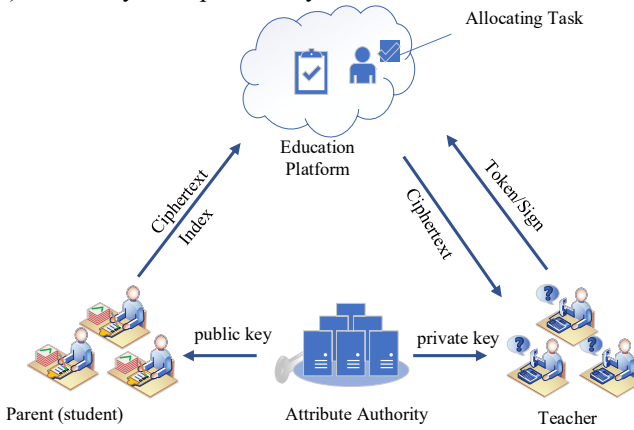 Allocating Task
Education
Platform
Ciphertext
Index
Ciphertext
Token/Sign
public key
private key
Parent (student)
Attribute Authority
Teacher